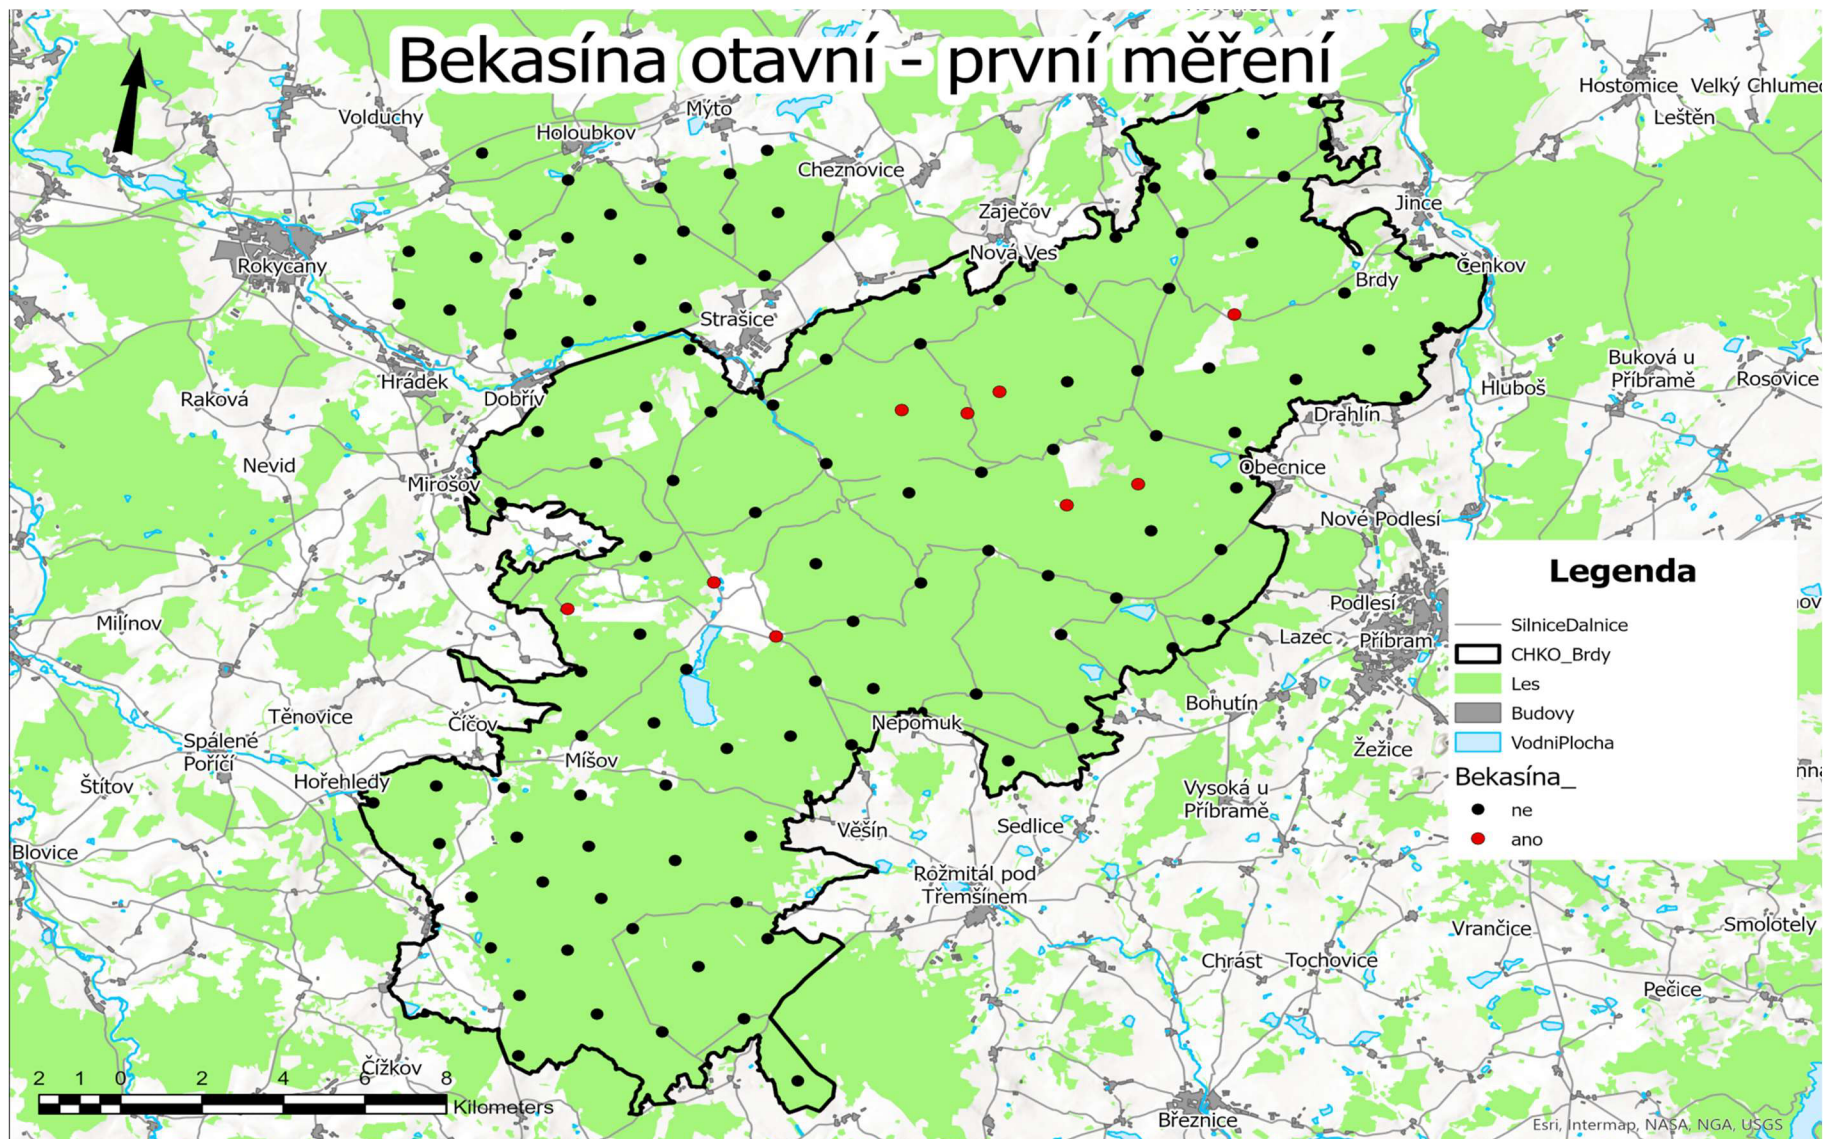 Bekasína otavní - první měření
Hostomice
Velký Chlumec
Leštěn
Volduchy
Mýto
Holoubkov
Cheznovice
Zaječov
Nová Ves
Jince
Rokycany
Brdy
Čenkov
Strašice
Hrádek
Dobřív
Raková
Buková u
Příbramě
Rosovice
Hluboš
Drahlín
Nevid
Mirošov
Obecnice
Nové Podlesí
Milínov
Podlesí
Lazec
Příbram
Těnovice
Číčov
Spálené
Poříčí
Míšov
Nepomuk
Bohutín
Žežice
Štítov
Hořehledy
Vysoká u
Příbramě
Věšín
Sedlice
Blovice
Rožmitál pod
Třemšínem
Vrančice
Smolotely
Chrást
Tochovice
Pečice
Čížkov
Březnice
Legenda
SilniceDalnice
CHKO_Brdy
Les
Budovy
VodniPlocha
Bekasína_
ne
ano
2 1 0 2 4 6 8
Kilometers
Esri, Intermap, NASA, NGA, USGS